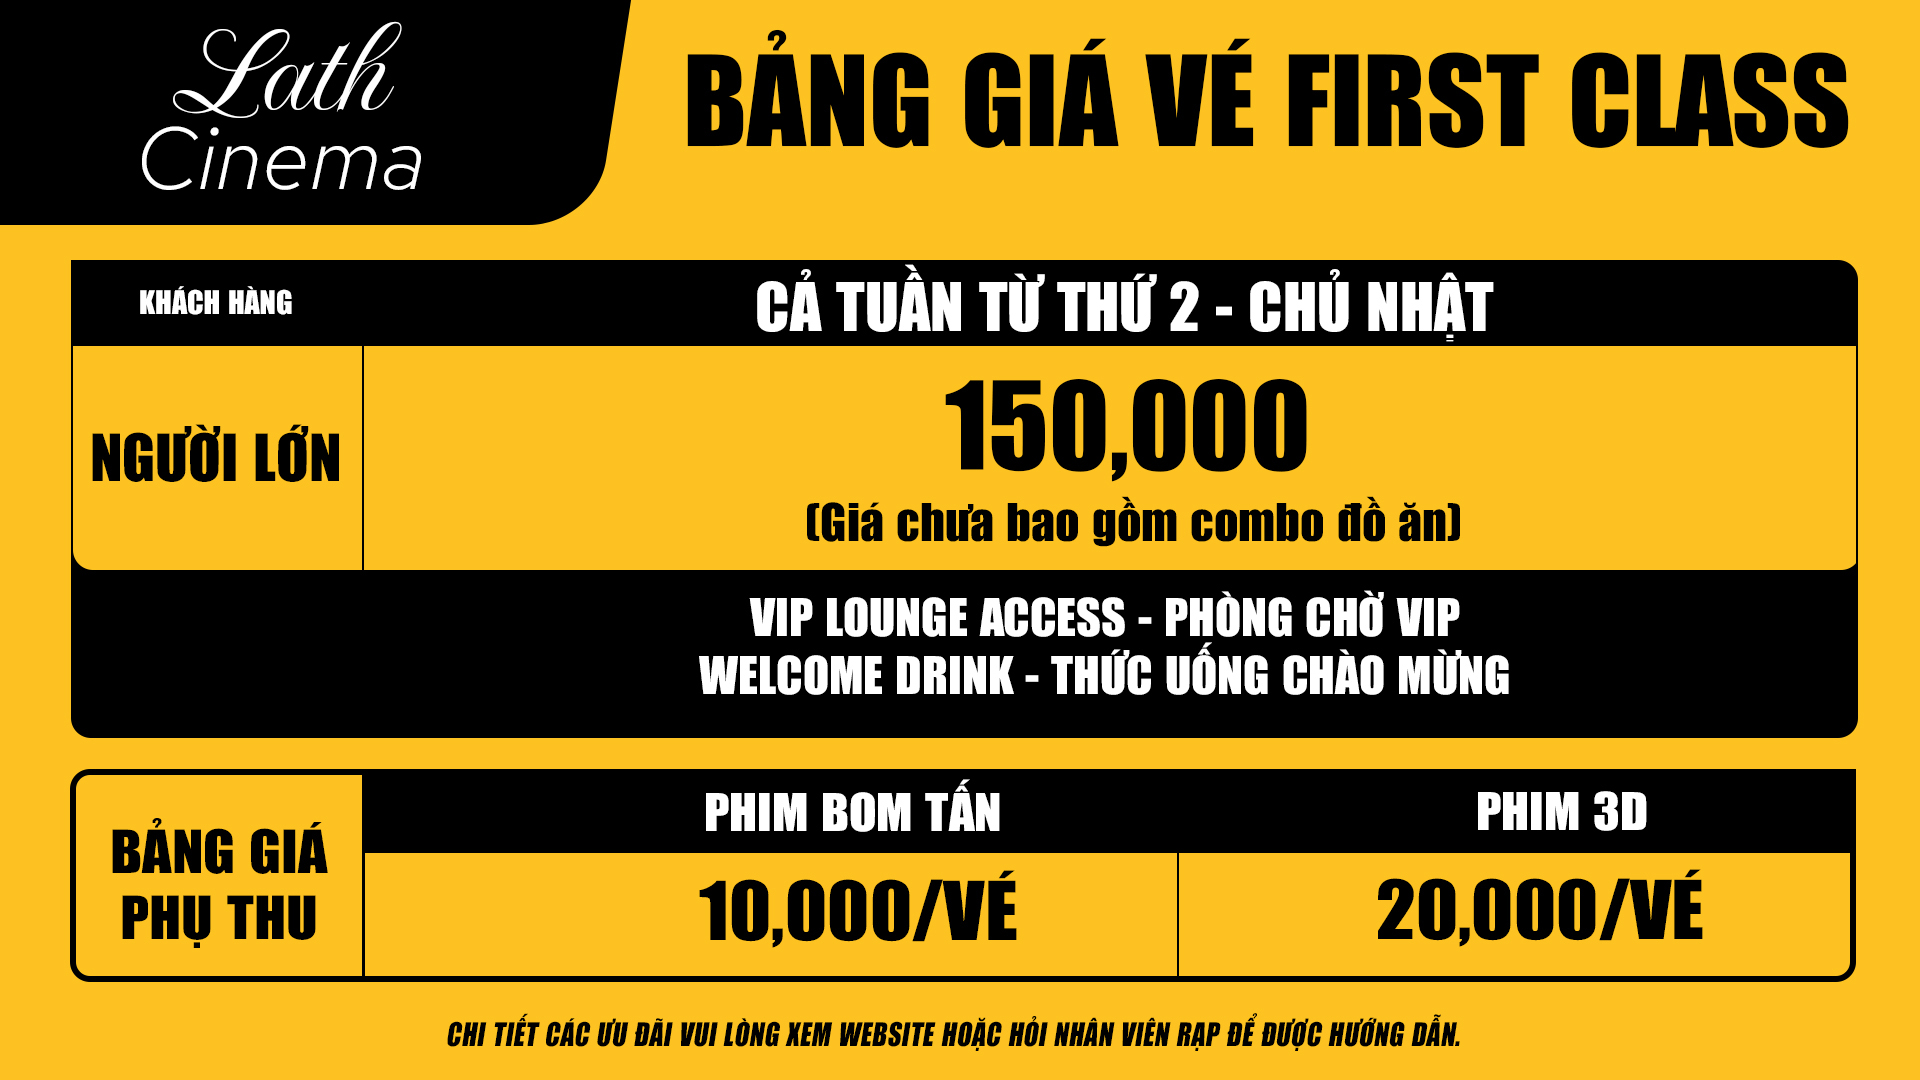 Lath
Cinema
BẢNG GIÁ VÉ FIRST CLASS
KHÁCH HÀNG
CẢ TUẦN TỪ THỨ 2 - CHỦ NHẬT
NGƯỜI LỚN
150,000
(Giá chưa bao gồm combo đồ ăn)
VIP LOUNGE ACCESS - PHÒNG CHỜ VIP
WELCOME DRINK - THỨC UỐNG CHÀO MỪNG
BẢNG GIÁ
PHỤ THU
PHIM BOM TẤN
PHIM 3D
10,000/VÉ
20,000/VÉ
CHI TIẾT CÁC ƯU ĐÃI VUI LÒNG XEM WEBSITE HOẶC HỎI NHÂN VIÊN RẠP ĐỂ ĐƯỢC HƯỚNG DẪN.